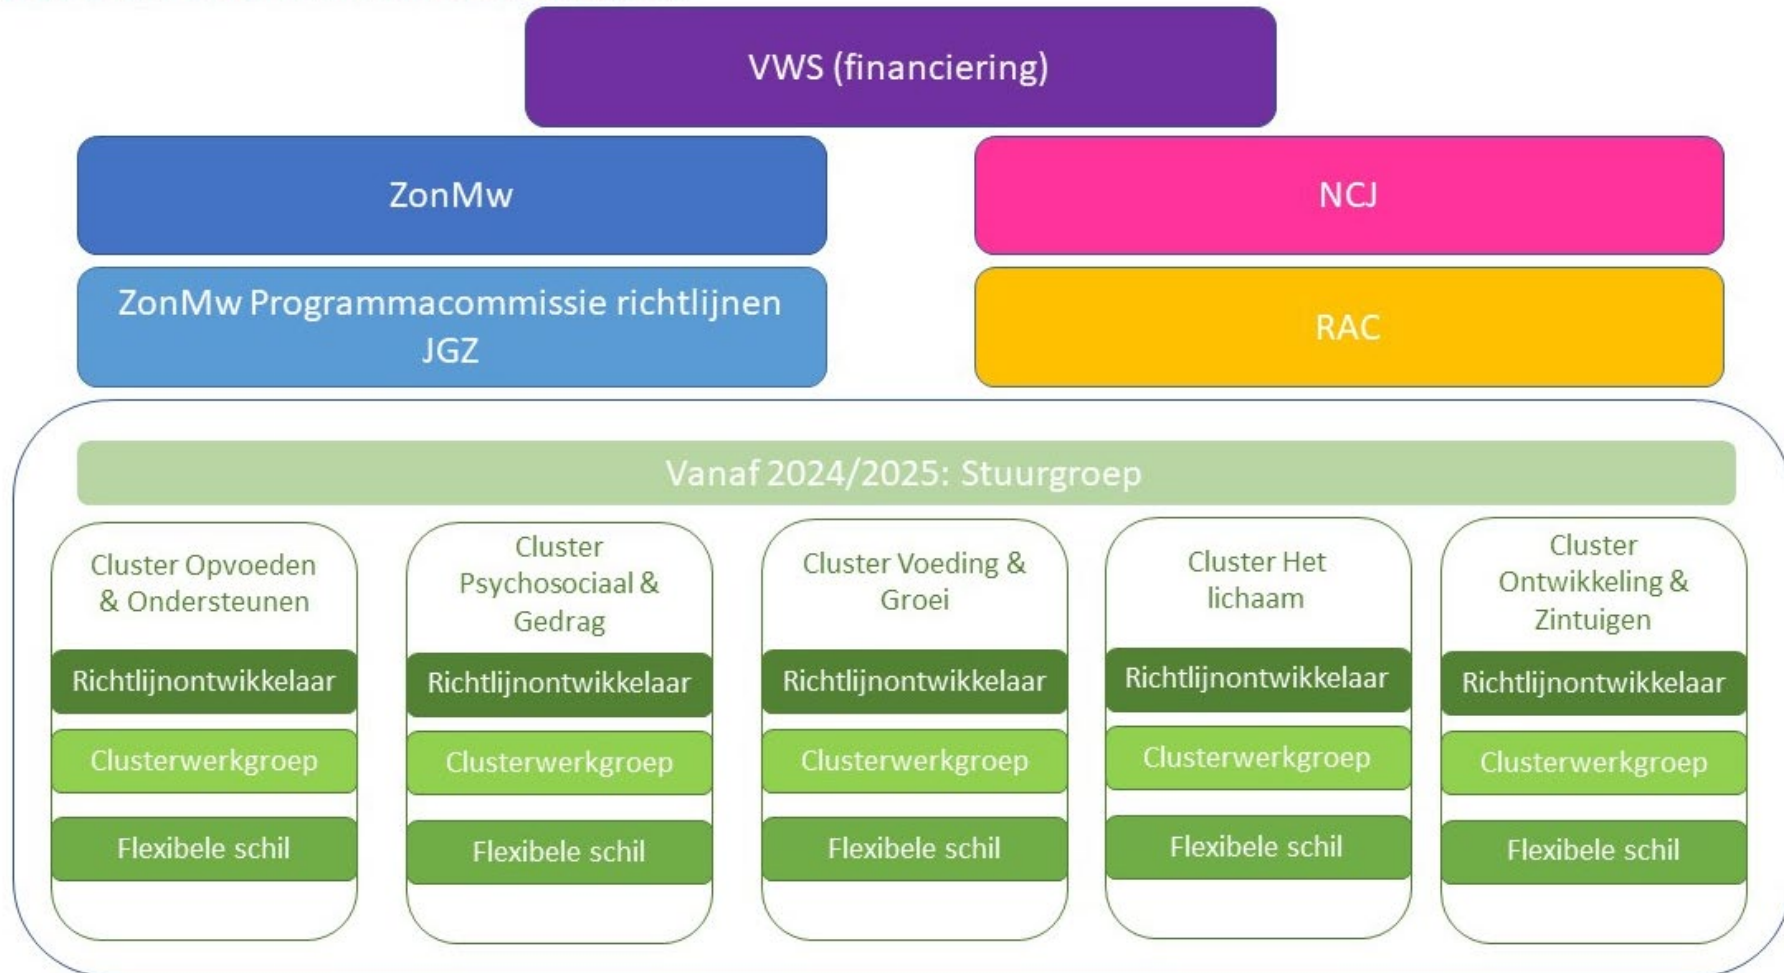 VWS (financiering)
ZonMw
NCJ
ZonMw Programmacommissie richtlijnen
JGZ
RAC
Vanaf 2024/2025: Stuurgroep
Cluster Opvoeden
& Ondersteunen
Richtlijnontwikkelaar
Clusterwerkgroep
Flexibele schil
Cluster
Psychosociaal &
Gedrag
Richtlijnontwikkelaar
Clusterwerkgroep
Flexibele schil
Cluster Voeding &
Groei
Richtlijnontwikkelaar
Clusterwerkgroep
Flexibele schil
Cluster Het
lichaam
Richtlijnontwikkelaar
Clusterwerkgroep
Flexibele schil
Cluster
Ontwikkeling &
Zintuigen
Richtlijnontwikkelaar
Clusterwerkgroep
Flexibele schil